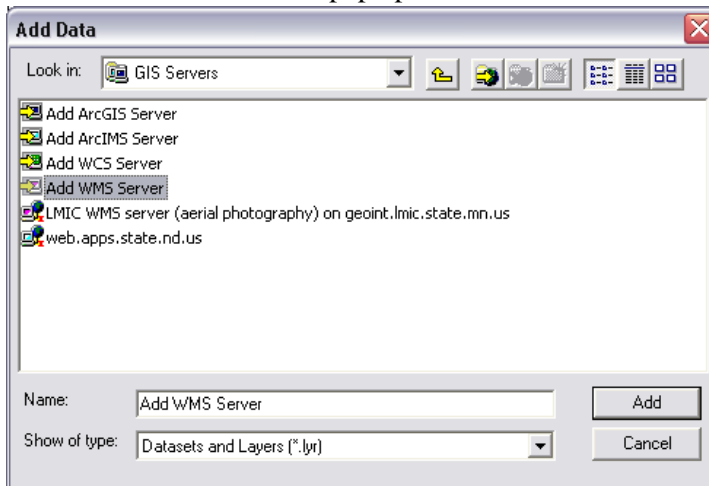 Add Data
Look in: GIS Servers
Add ArcGIS Server
Add ArcIMS Server
Add WCS Server
Add WMS Server
LMIC WMS server (aerial photography) on geoint.lmic.state.mn.us
web.apps.state.nd.us
Name: Add WMS Server Add
Show of type: Datasets and Layers (*.lyr) Cancel